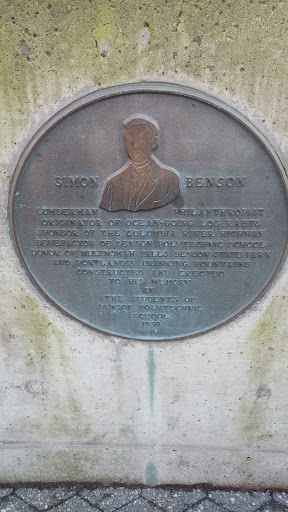 SIMON BENSON
LUMBERMAN PHILANTHROPIST
ORIGINATOR OF OCEAN-GOING LOG RAFTS
SPONSOR OF THE COLUMBIA RIVER HIGHWAY
BENEFACTOR OF BENSON POLYTECHNIC SCHOOL
DONOR OF MULTNOMAH FALLS BENSON STATE PARK
AND PORTLAND'S DRINKING FOUNTAINS
CONSTRUCTED AND ERECTED
TO HIS MEMORY
BY
THE STUDENTS OF
BENSON POLYTECHNIC
SCHOOL